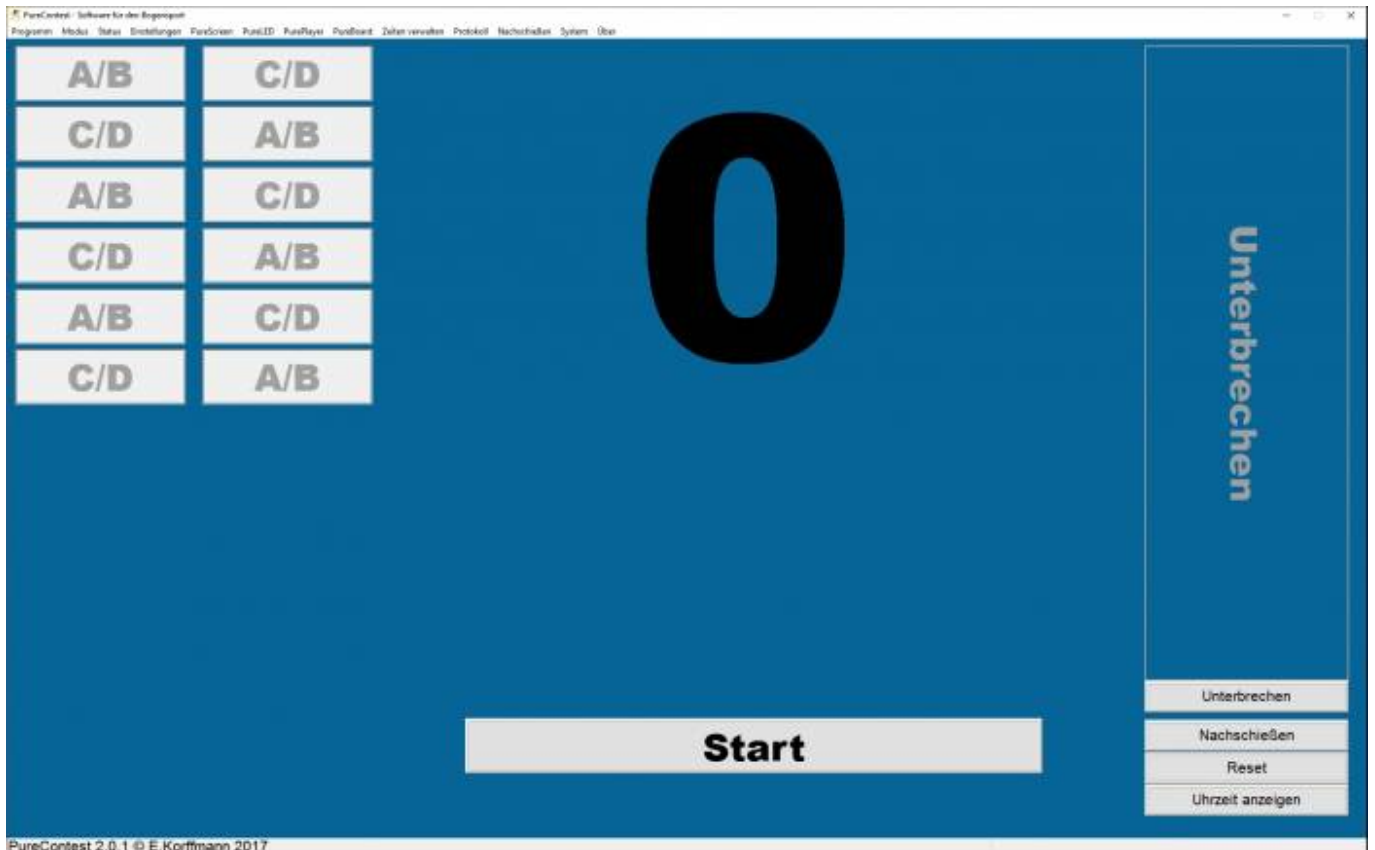 PureContest - Software für den Bogensport
Programm Modus Status Einstellungen PureScreen PureLED PurePlayer PureBoard Zeiten verwalten Protokoll Nachschießen System Über
A/B C/D
C/D A/B
A/B C/D
C/D A/B
A/B C/D
C/D A/B
0
Unterbrechen
Unterbrechen
Start
Nachschießen
Reset
Uhrzeit anzeigen
PureContest 2.0.1 © E.Korffmann 2017